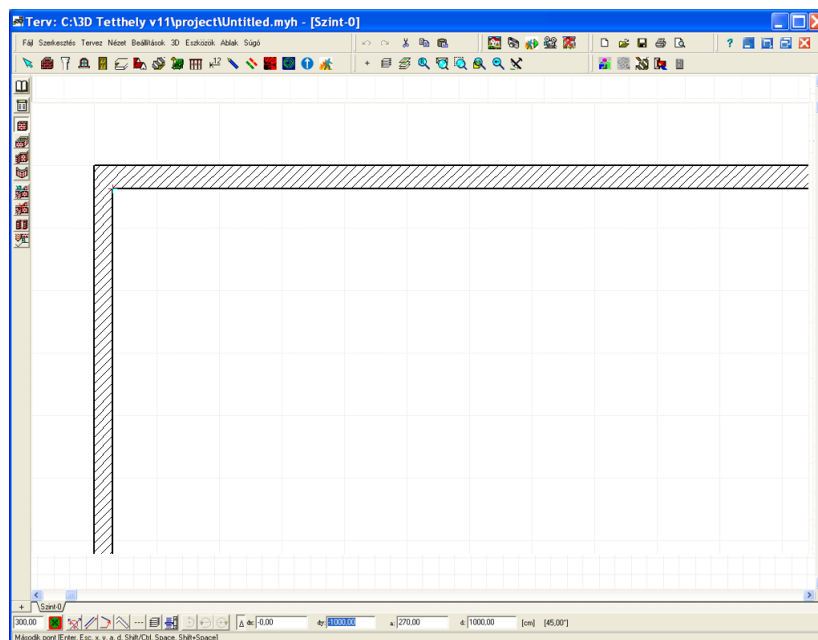 Terv: C:\3D Tetthely v11\project\Untitled.myh - [Szint-0]
Fájl Szerkesztés Tervez Nézet Beállítások 3D Eszközök Ablak Súgó
K12
+ Szint-0
300,00 Δ dx: -0,00 dy: -1000,00 a: 270,00 d: 1000,00 [cm] [45,00°]
Második pont [Enter, Esc, x, y, a, d, Shift/Ctrl, Space, Shift+Space]